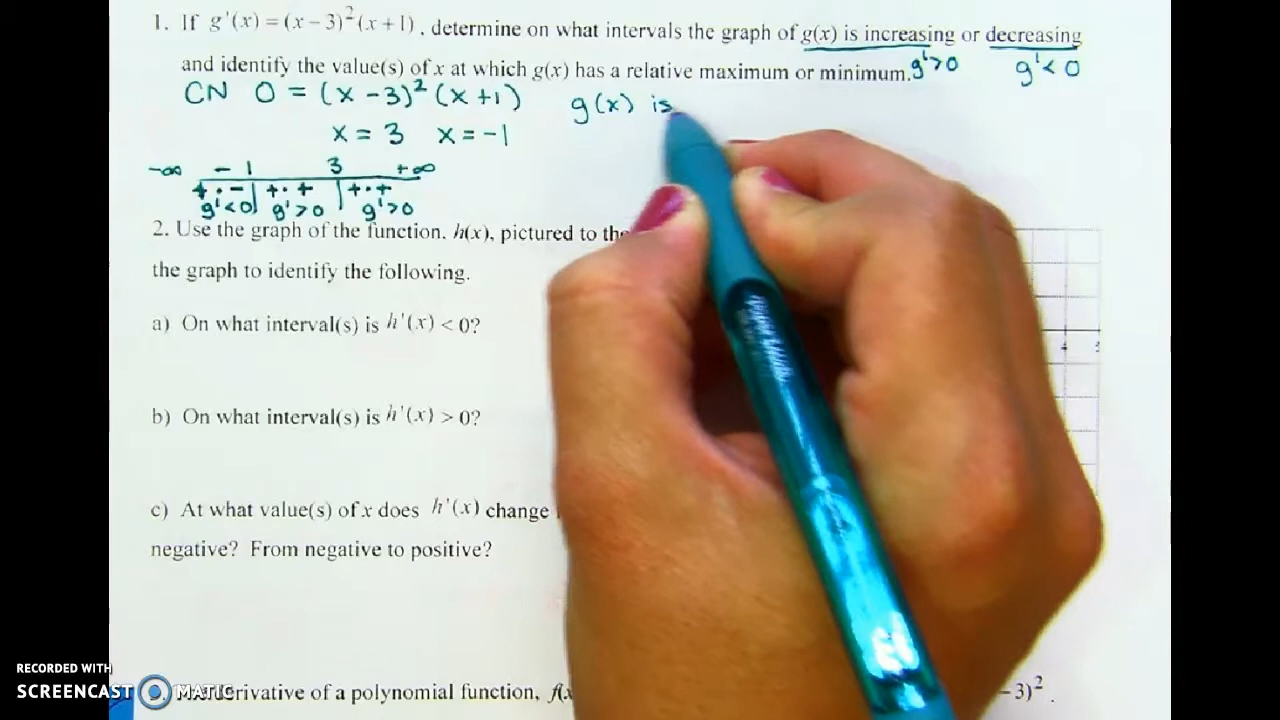 1. If g'(x) = (x − 3)²(x + 1), determine on what intervals the graph of g(x) is increasing or decreasing
and identify the value(s) of x at which g(x) has a relative maximum or minimum. g'>0 g'<0
CN 0 = (x − 3)² (x + 1) g(x) is
x = 3 x = −1
−∞ −1 3 +∞
+·− +·+ +·+
g'<0 g'>0 g'>0
2. Use the graph of the function, h(x), pictured to the
the graph to identify the following.
a) On what interval(s) is h'(x) < 0?
4
b) On what interval(s) is h'(x) > 0?
c) At what value(s) of x does h'(x) change
negative? From negative to positive?
RECORDED WITH
SCREENCAST MATIC
derivative of a polynomial function, f(x − 3)².